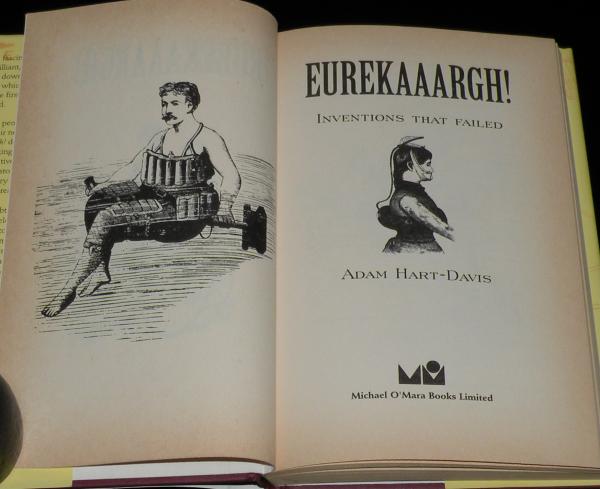 EUREKAAARGH!
INVENTIONS THAT FAILED
ADAM HART-DAVIS
Michael O'Mara Books Limited